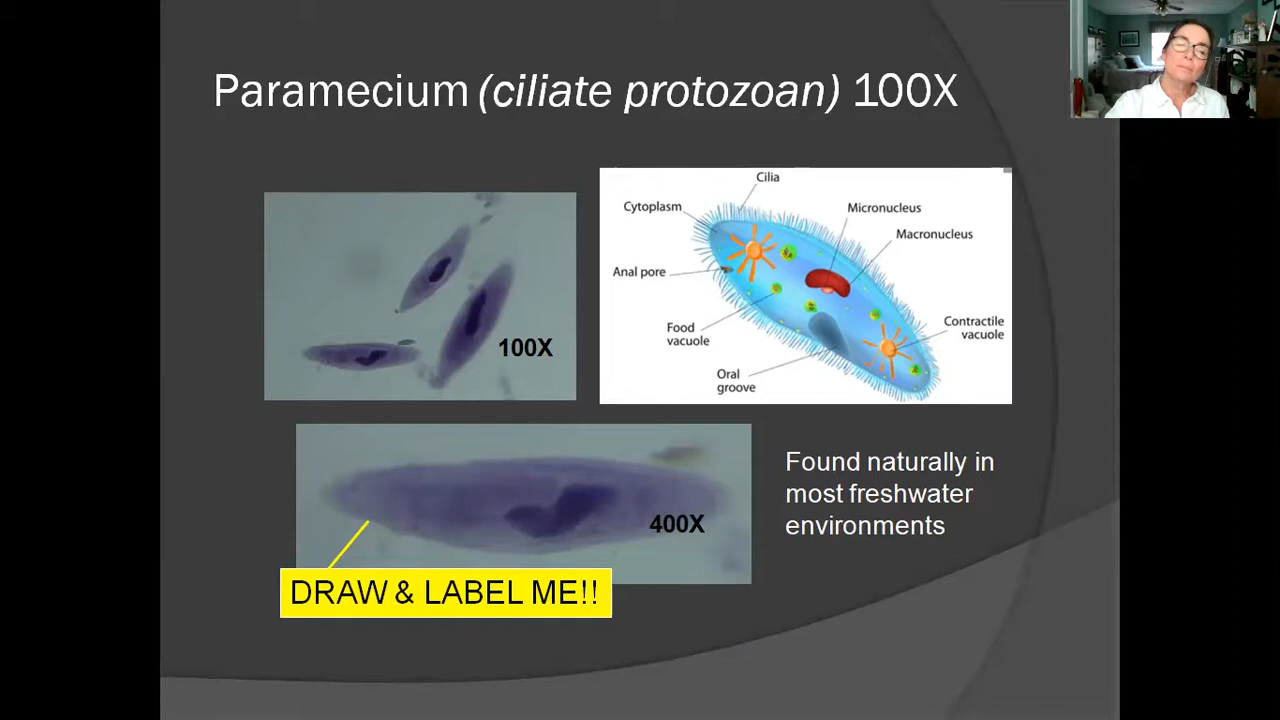 Paramecium (ciliate protozoan) 100X
100X
Cilia
Cytoplasm
Micronucleus
Macronucleus
Anal pore
Food
vacuole
Contractile
vacuole
Oral
groove
400X
Found naturally in
most freshwater
environments
DRAW & LABEL ME!!